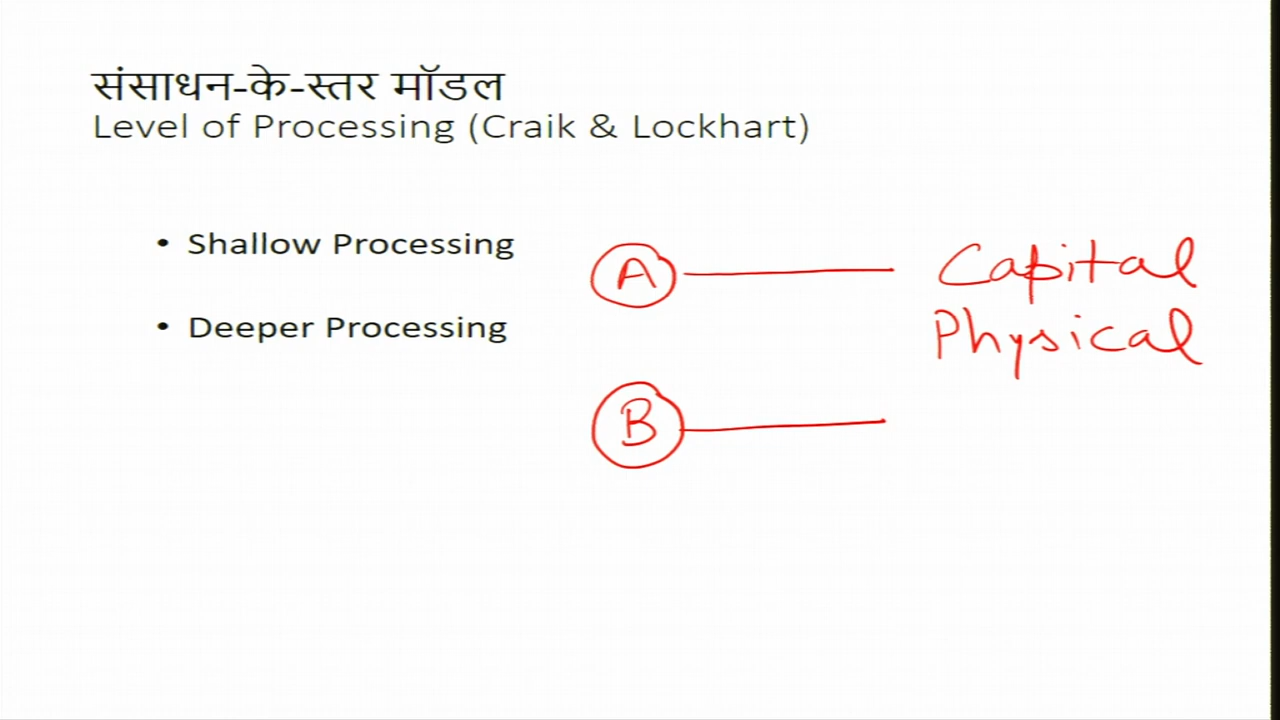 संसाधन-के-स्तर मॉडल
Level of Processing (Craik & Lockhart)
• Shallow Processing
• Deeper Processing
A Capital
Physical
B